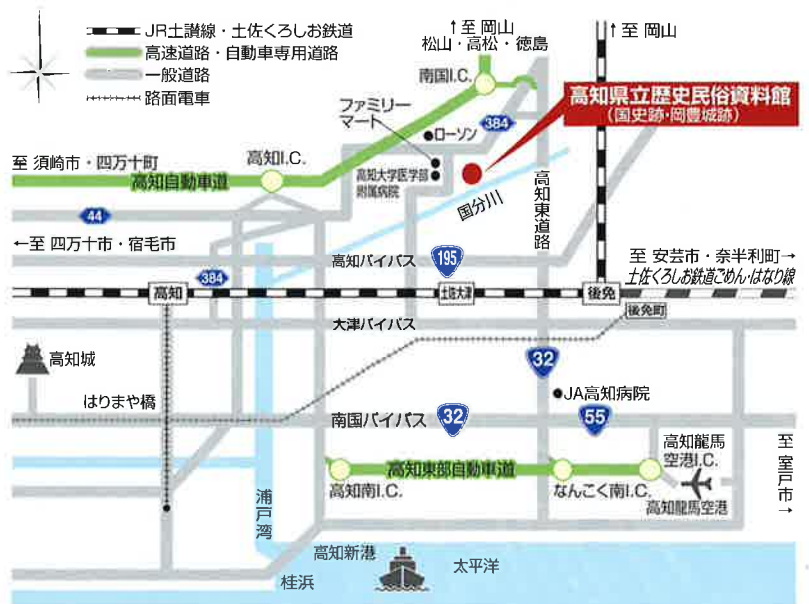 JR土讃線・土佐くろしお鉄道
高速道路・自動車専用道路
一般道路
路面電車
↑至 岡山
松山・高松・徳島
↑至 岡山
南国I.C.
高知県立歴史民俗資料館
(国史跡・岡豊城跡)
ファミリー
マート
ローソン
384
至 須崎市・四万十町
高知I.C.
高知自動車道
高知大学医学部
附属病院
国分川
高知東道路
44
←至 四万十市・宿毛市
高知バイパス
195
至 安芸市・奈半利町→
土佐くろしお鉄道ごめん・はなり線
384
高知
土佐大津
後免
後免町
大津バイパス
高知城
32
JA高知病院
はりまや橋
南国バイパス
32
55
高知龍馬
空港I.C.
至 室戸市→
高知東部自動車道
高知南I.C.
なんこく南I.C.
高知龍馬空港
浦戸湾
高知新港
太平洋
桂浜